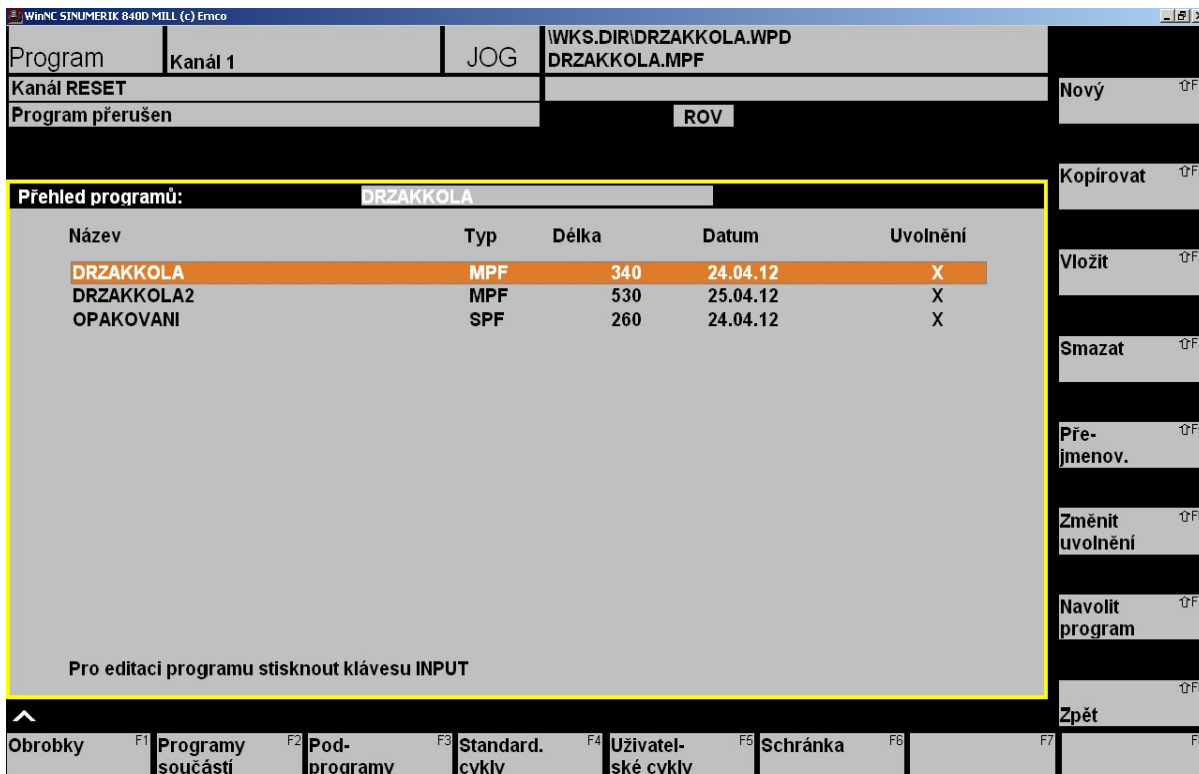 WinNC SINUMERIK 840D MILL (c) Emco
Program
Kanál 1
JOG
\WKS.DIR\DRZAKKOLA.WPD
DRZAKKOLA.MPF
Kanál RESET
Program přerušen
ROV
Přehled programů: DRZAKKOLA
Název Typ Délka Datum Uvolnění
DRZAKKOLA MPF 340 24.04.12 X
DRZAKKOLA2 MPF 530 25.04.12 X
OPAKOVANI SPF 260 24.04.12 X
Pro editaci programu stisknout klávesu INPUT
Nový
Kopírovat
Vložit
Smazat
Pře-
jmenov.
Změnit
uvolnění
Navolit
program
Zpět
Obrobky F1
Programy F2
součástí
Pod- F3
programy
Standard. F4
cykly
Uživatel- F5
ské cykly
Schránka F6
F7